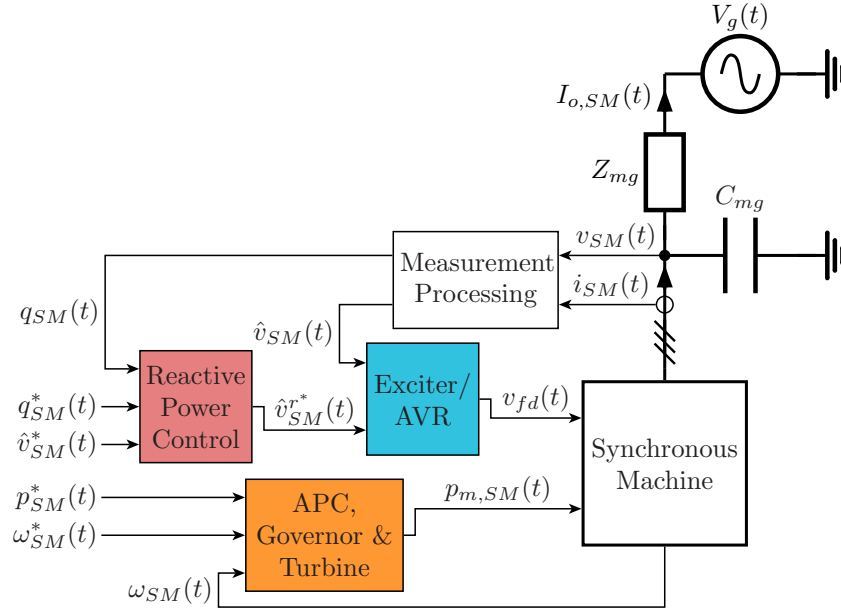 V_g(t)
I_{o,SM}(t)
Z_{mg}
C_{mg}
v_{SM}(t)
Measurement
Processing
i_{SM}(t)
q_{SM}(t)
\hat{v}_{SM}(t)
Reactive
Power
Control
Exciter/
AVR
v_{fd}(t)
q^*_{SM}(t)
\hat{v}^{r^*}_{SM}(t)
\hat{v}^*_{SM}(t)
Synchronous
Machine
p^*_{SM}(t)
APC,
Governor &
Turbine
p_{m,SM}(t)
ω^*_{SM}(t)
ω_{SM}(t)